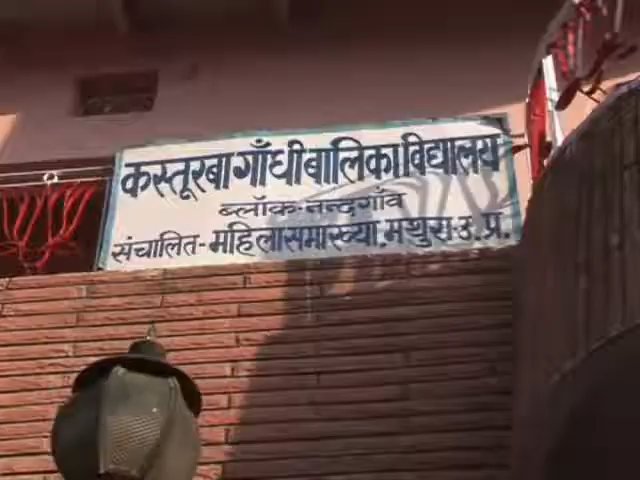 कस्तूरबा गाँधी बालिका विद्यालय
ब्लॉक-नन्दगाँव
संचालित-महिला समाख्या, मथुरा-उ.प्र.